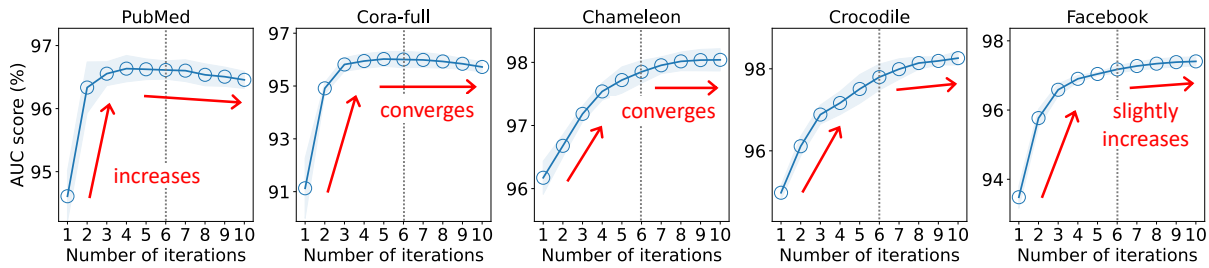 PubMed
AUC score (%)
97
96
95
increases
1 2 3 4 5 6 7 8 9 10
Number of iterations
Cora-full
96
95
93
91
converges
1 2 3 4 5 6 7 8 9 10
Number of iterations
Chameleon
98
97
96
converges
1 2 3 4 5 6 7 8 9 10
Number of iterations
Crocodile
98
96
1 2 3 4 5 6 7 8 9 10
Number of iterations
Facebook
98
96
94
93
slightly
increases
1 2 3 4 5 6 7 8 9 10
Number of iterations